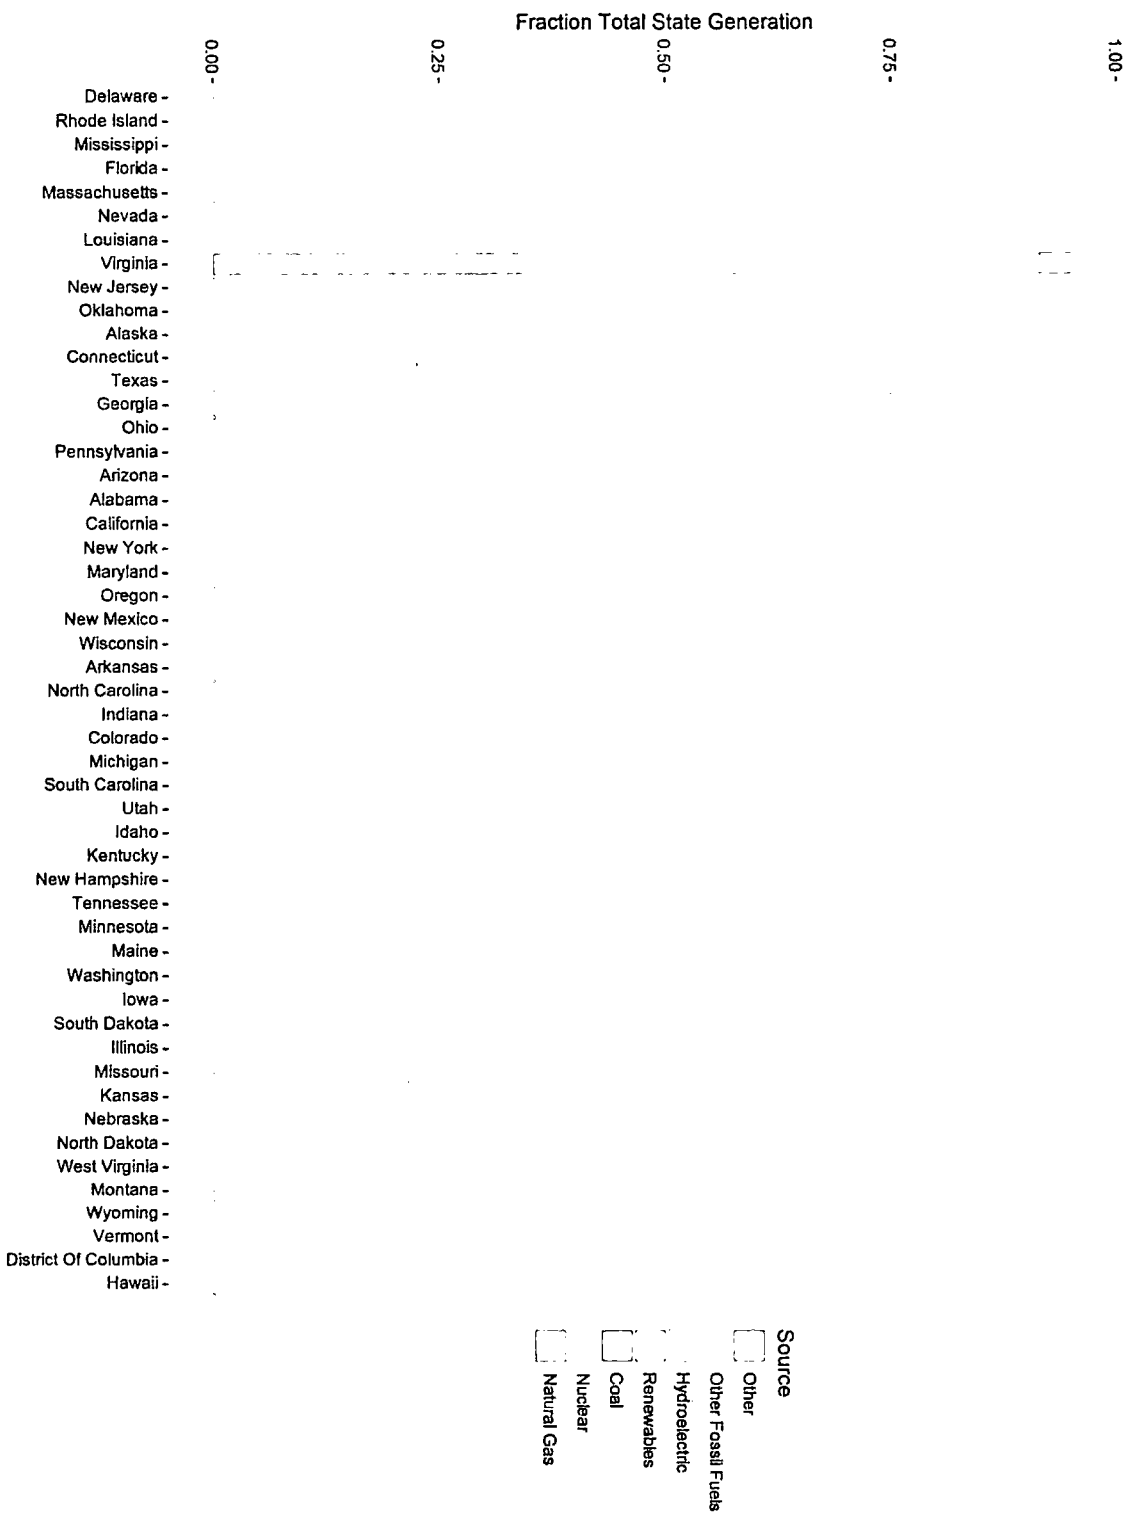 Fraction Total State Generation
0.00
0.25
0.50
0.75
1.00
Delaware
Rhode Island
Mississippi
Florida
Massachusetts
Nevada
Louisiana
Virginia
New Jersey
Oklahoma
Alaska
Connecticut
Texas
Georgia
Ohio
Pennsylvania
Arizona
Alabama
California
New York
Maryland
Oregon
New Mexico
Wisconsin
Arkansas
North Carolina
Indiana
Colorado
Michigan
South Carolina
Utah
Idaho
Kentucky
New Hampshire
Tennessee
Minnesota
Maine
Washington
Iowa
South Dakota
Illinois
Missouri
Kansas
Nebraska
North Dakota
West Virginia
Montana
Wyoming
Vermont
District Of Columbia
Hawaii
Source
Other
Other Fossil Fuels
Hydroelectric
Renewables
Coal
Nuclear
Natural Gas